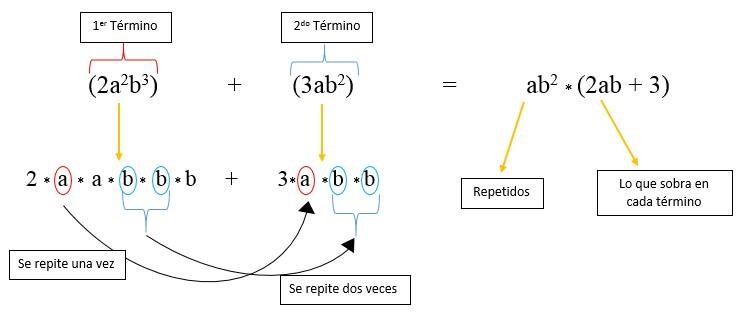 1er Término 2do Término
(2a²b³) + (3ab²) = ab² * (2ab + 3)
2 * a * a * b * b * b + 3*a *b *b
Repetidos
Lo que sobra en
cada término
Se repite una vez
Se repite dos veces